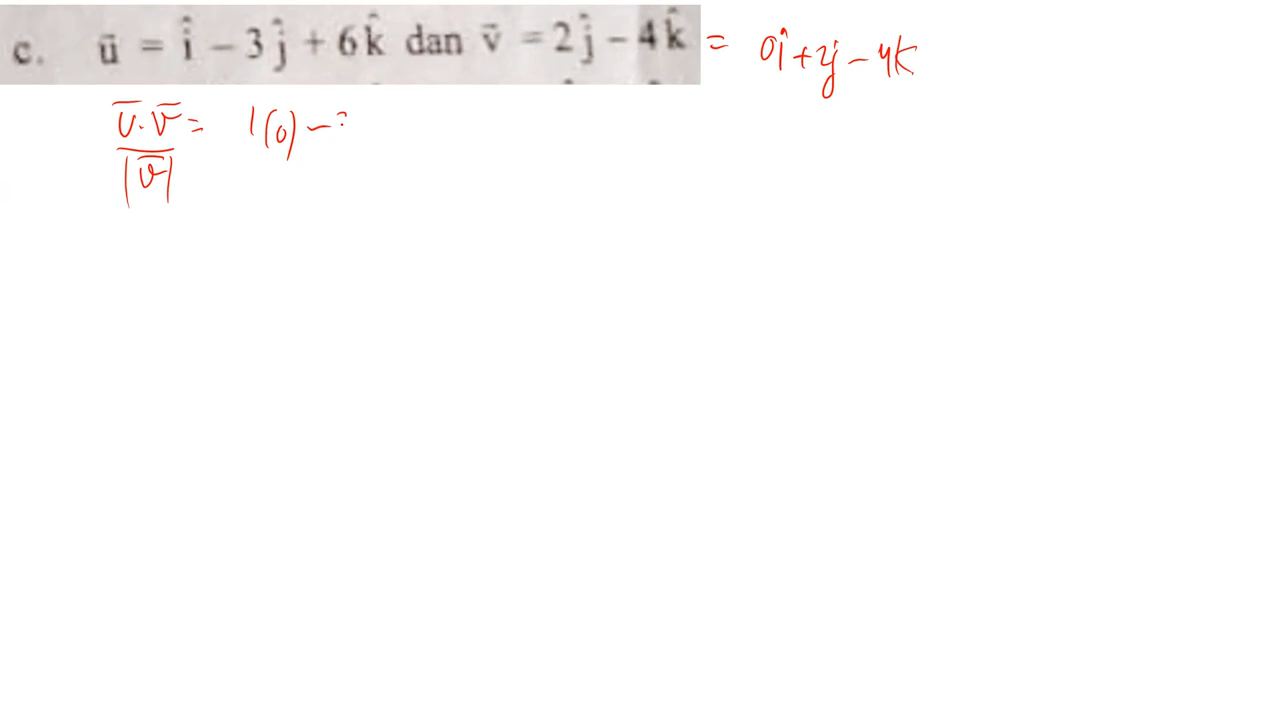 c. ū = î − 3ĵ + 6k̂ dan v̄ = 2ĵ − 4k̂ = 0î + 2j − 4k
ū.v̄ = 1(0) −
|v̄|